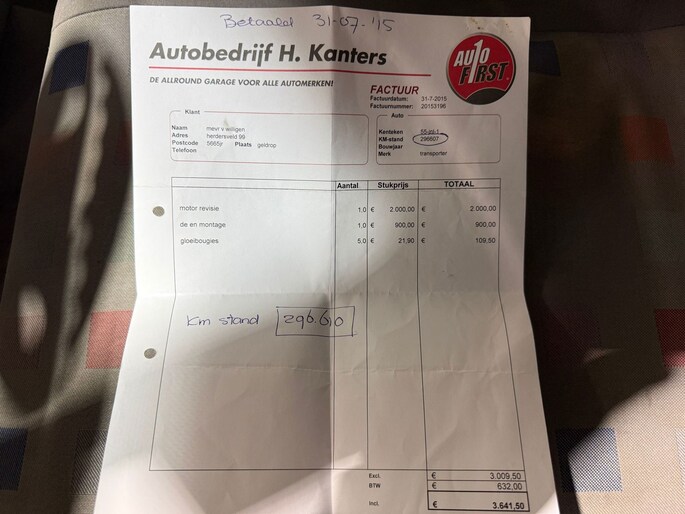 Betaald 31-07-'15
Autobedrijf H. Kanters
DE ALLROUND GARAGE VOOR ALLE AUTOMERKEN!
AUTO FIRST
FACTUUR
Factuurdatum: 31-7-2015
Factuurnummer: 20153196
Klant
Naam mevr v willigen
Adres herdersveld 99
Postcode 5665jr Plaats geldrop
Telefoon
Auto
Kenteken
KM-stand 296607
Bouwjaar
Merk transporter
Aantal Stukprijs TOTAAL
motor revisie 1.0 € 2.000,00 € 2.000,00
de en montage 1.0 € 900,00 € 900,00
gloeibougies 5.0 € 21,90 € 109,50
Km stand
Excl. € 3.009,50
BTW € 632,00
Incl. € 3.641,50